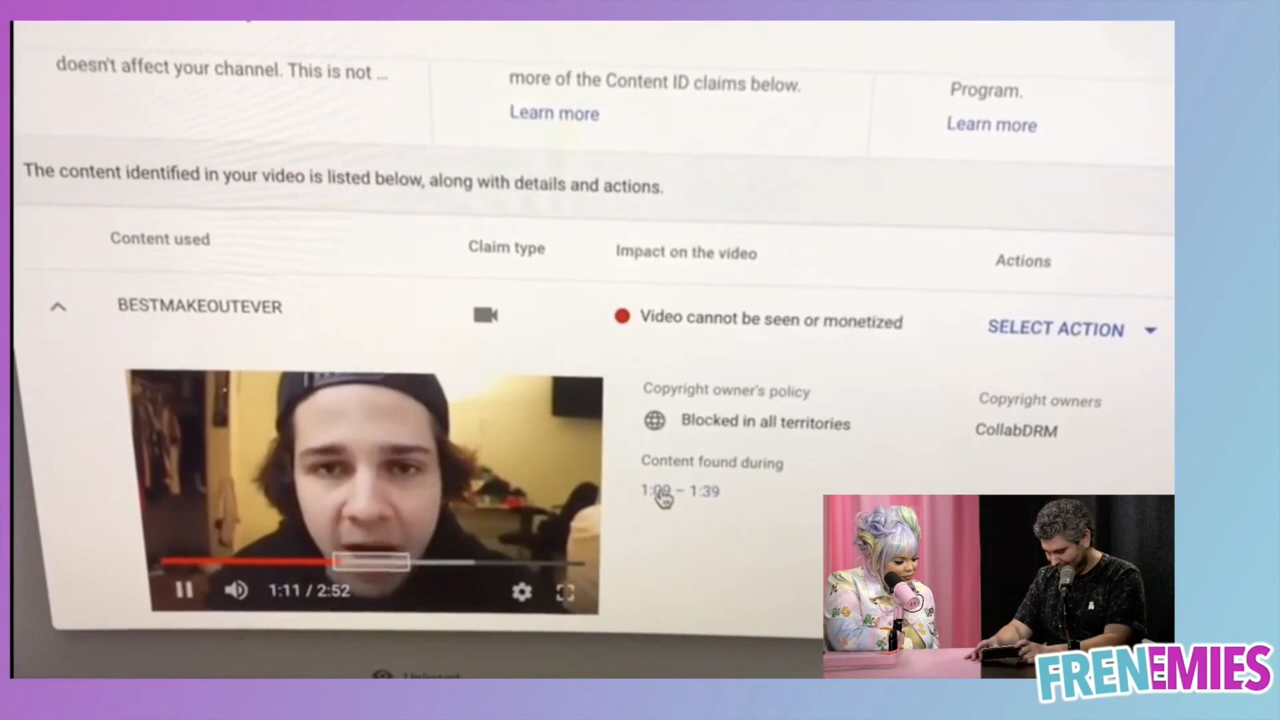 doesn't affect your channel. This is not ...
more of the Content ID claims below.
Learn more
Program.
Learn more
The content identified in your video is listed below, along with details and actions.
Content used
Claim type
Impact on the video
Actions
BESTMAKEOUTEVER
Video cannot be seen or monetized
SELECT ACTION
Copyright owner's policy
Blocked in all territories
Copyright owners
CollabDRM
Content found during
– 1:39
1:11 / 2:52
FRENEMIES